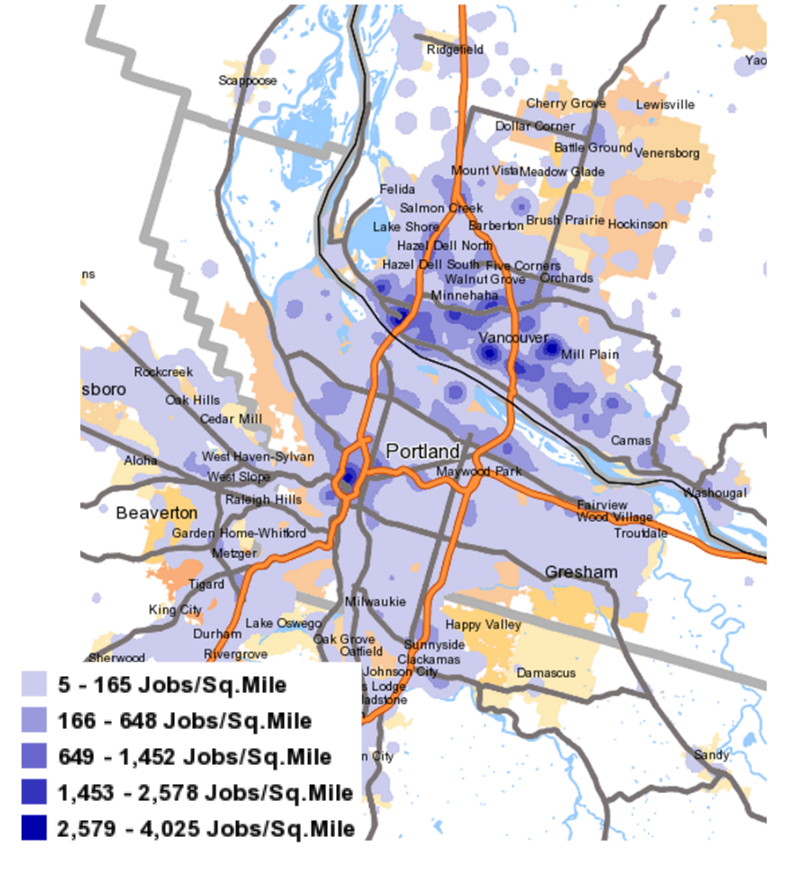 Ridgefield
Yao
Scappoose
Cherry Grove
Lewisville
Dollar Corner
Battle Ground
Venersborg
Mount Vista
Meadow Glade
Felida
Salmon Creek
Lake Shore
Barberton
Brush Prairie
Hockinson
Hazel Dell North
Hazel Dell South
Five Corners
ns
Walnut Grove
Orchards
Minnehaha
Vancouver
Mill Plain
Rockcreek
sboro
Oak Hills
Cedar Mill
Camas
Portland
Aloha
West Haven-Sylvan
Maywood Park
West Slope
Washougal
Raleigh Hills
Beaverton
Fairview
Wood Village
Garden Home-Whitford
Troutdale
Metzger
Gresham
Tigard
King City
Milwaukie
Lake Oswego
Happy Valley
Durham
Oak Grove
Sunnyside
Rivergrove
Oatfield
Sherwood
Clackamas
Johnson City
Damascus
s Lodge
ladstone
n City
Sandy
5 - 165 Jobs/Sq.Mile
166 - 648 Jobs/Sq.Mile
649 - 1,452 Jobs/Sq.Mile
1,453 - 2,578 Jobs/Sq.Mile
2,579 - 4,025 Jobs/Sq.Mile